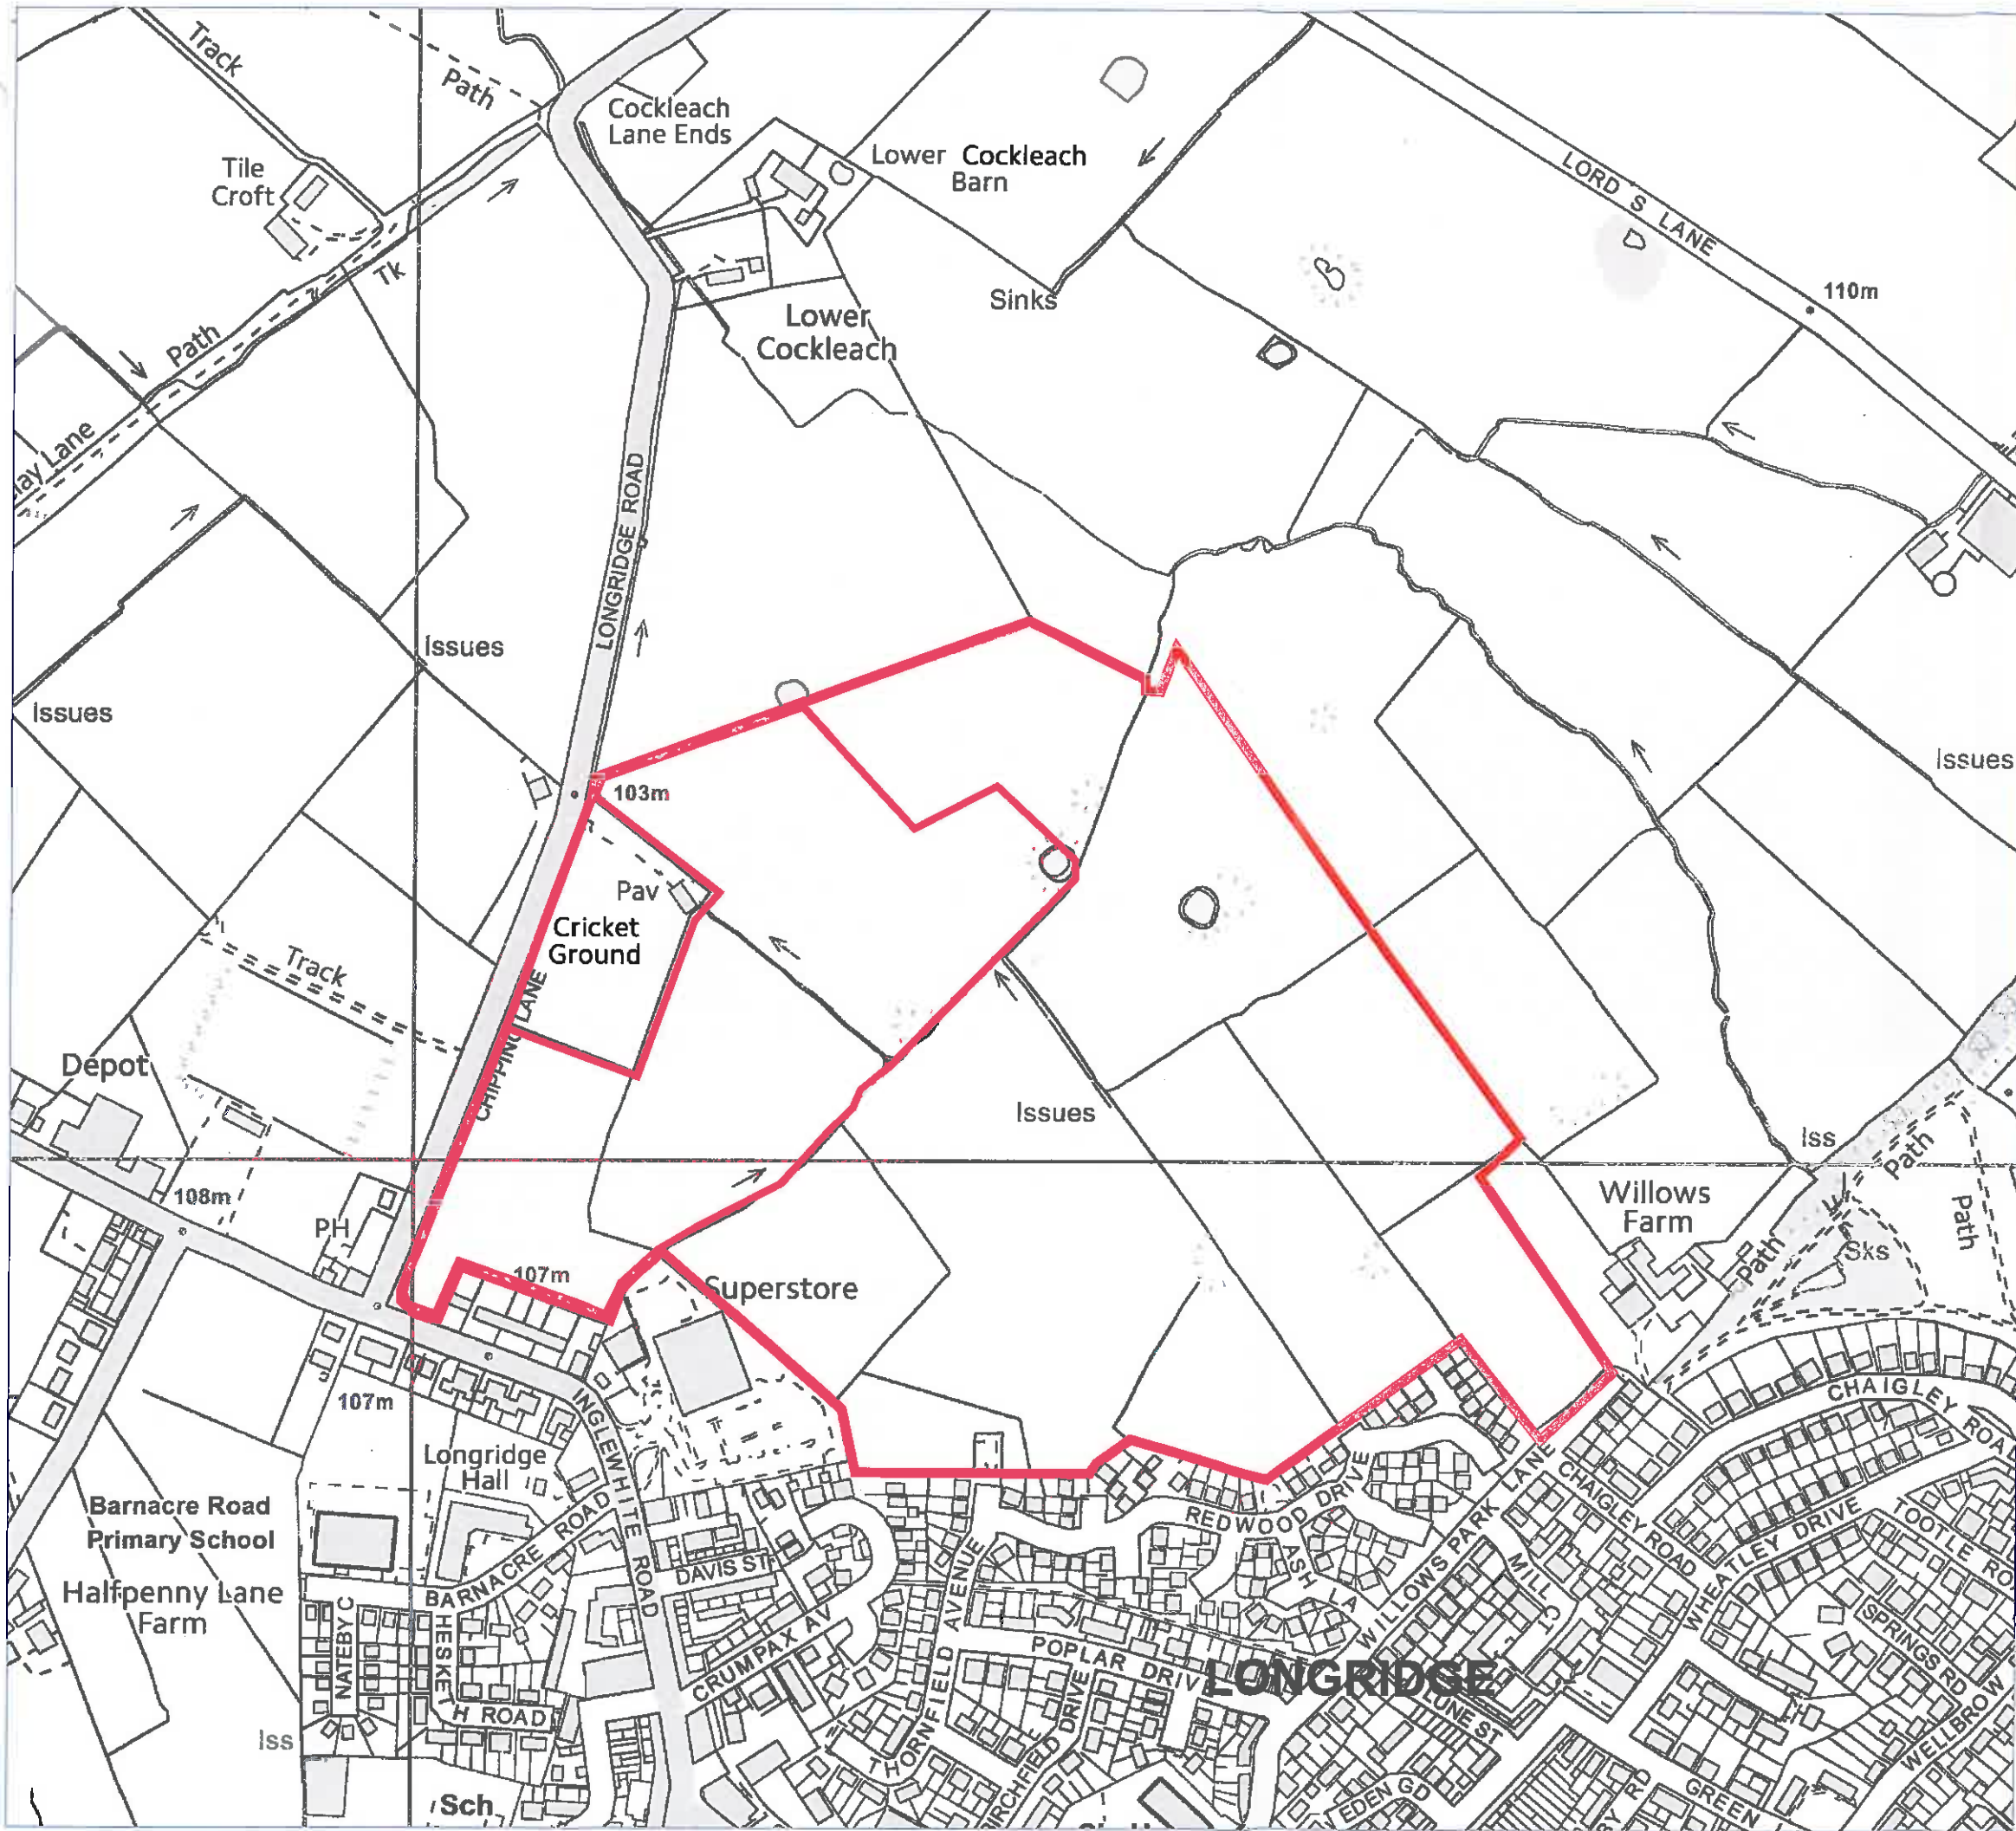 Track
Path
Cockleach
Lane Ends
Lower Cockleach
Barn
Tile
Croft
LORD'S LANE
Tk
Sinks
110m
Lower
Cockleach
Path
Lane
LONGRIDGE ROAD
Issues
Issues
Issues
103m
Pav
Cricket
Ground
Track
CHIPPING LANE
Depot
Issues
Iss
Path
108m
PH
Willows
Farm
Path
Path
Sks
107m
Superstore
107m
CHAIGLEY ROAD
INGLEWHITE ROAD
Longridge
Hall
Barnacre Road
Primary School
REDWOOD DRIVE
WILLOWS PARK LANE
CHAIGLEY ROAD
WHEATLEY DRIVE
TOOTLE
BARNACRE ROAD
DAVIS ST
THORNFIELD AVENUE
ASH LA
MILL CT
Halfpenny Lane
Farm
NATEBY C
HESKET
H ROAD
CRUMPAX AV
POPLAR DRIV
LONGRIDGE
SPRINGS RD
LUNE ST
WELLBROW
Iss
BIRCHFIELD DRIVE
EDEN GD
GREEN
Sch